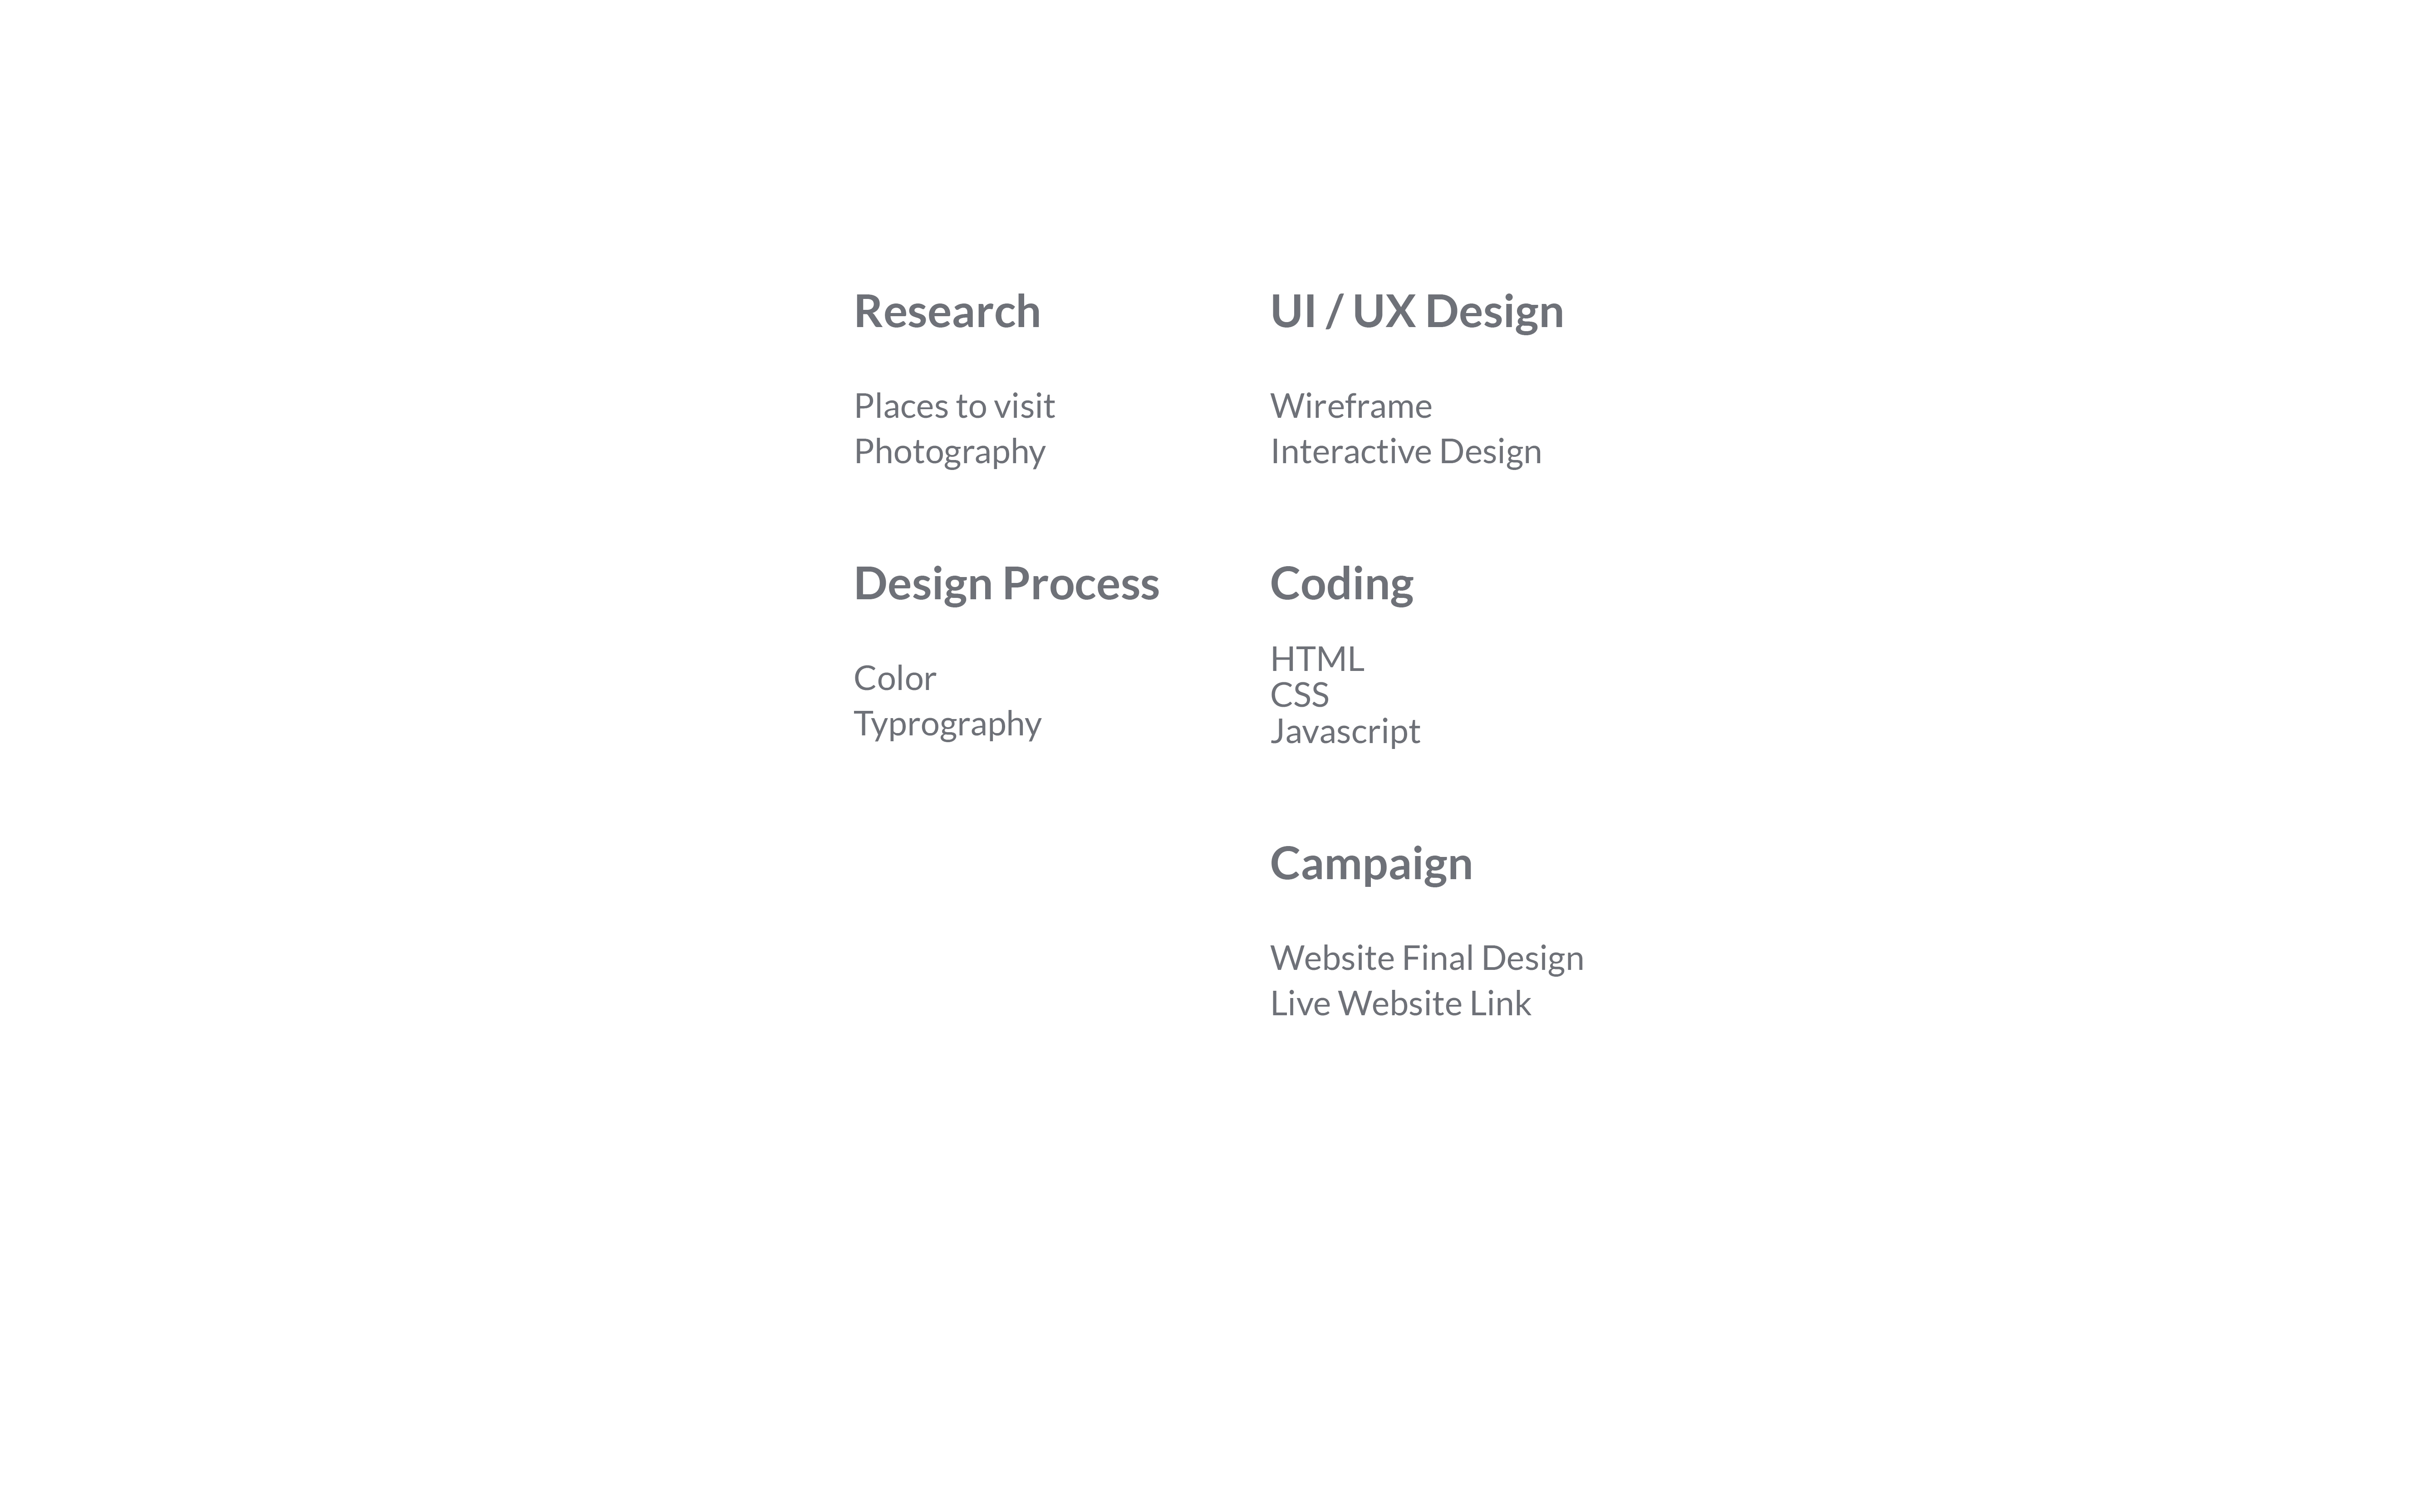 Research
Places to visit
Photography
Design Process
Color
Typrography
UI / UX Design
Wireframe
Interactive Design
Coding
HTML
CSS
Javascript
Campaign
Website Final Design
Live Website Link